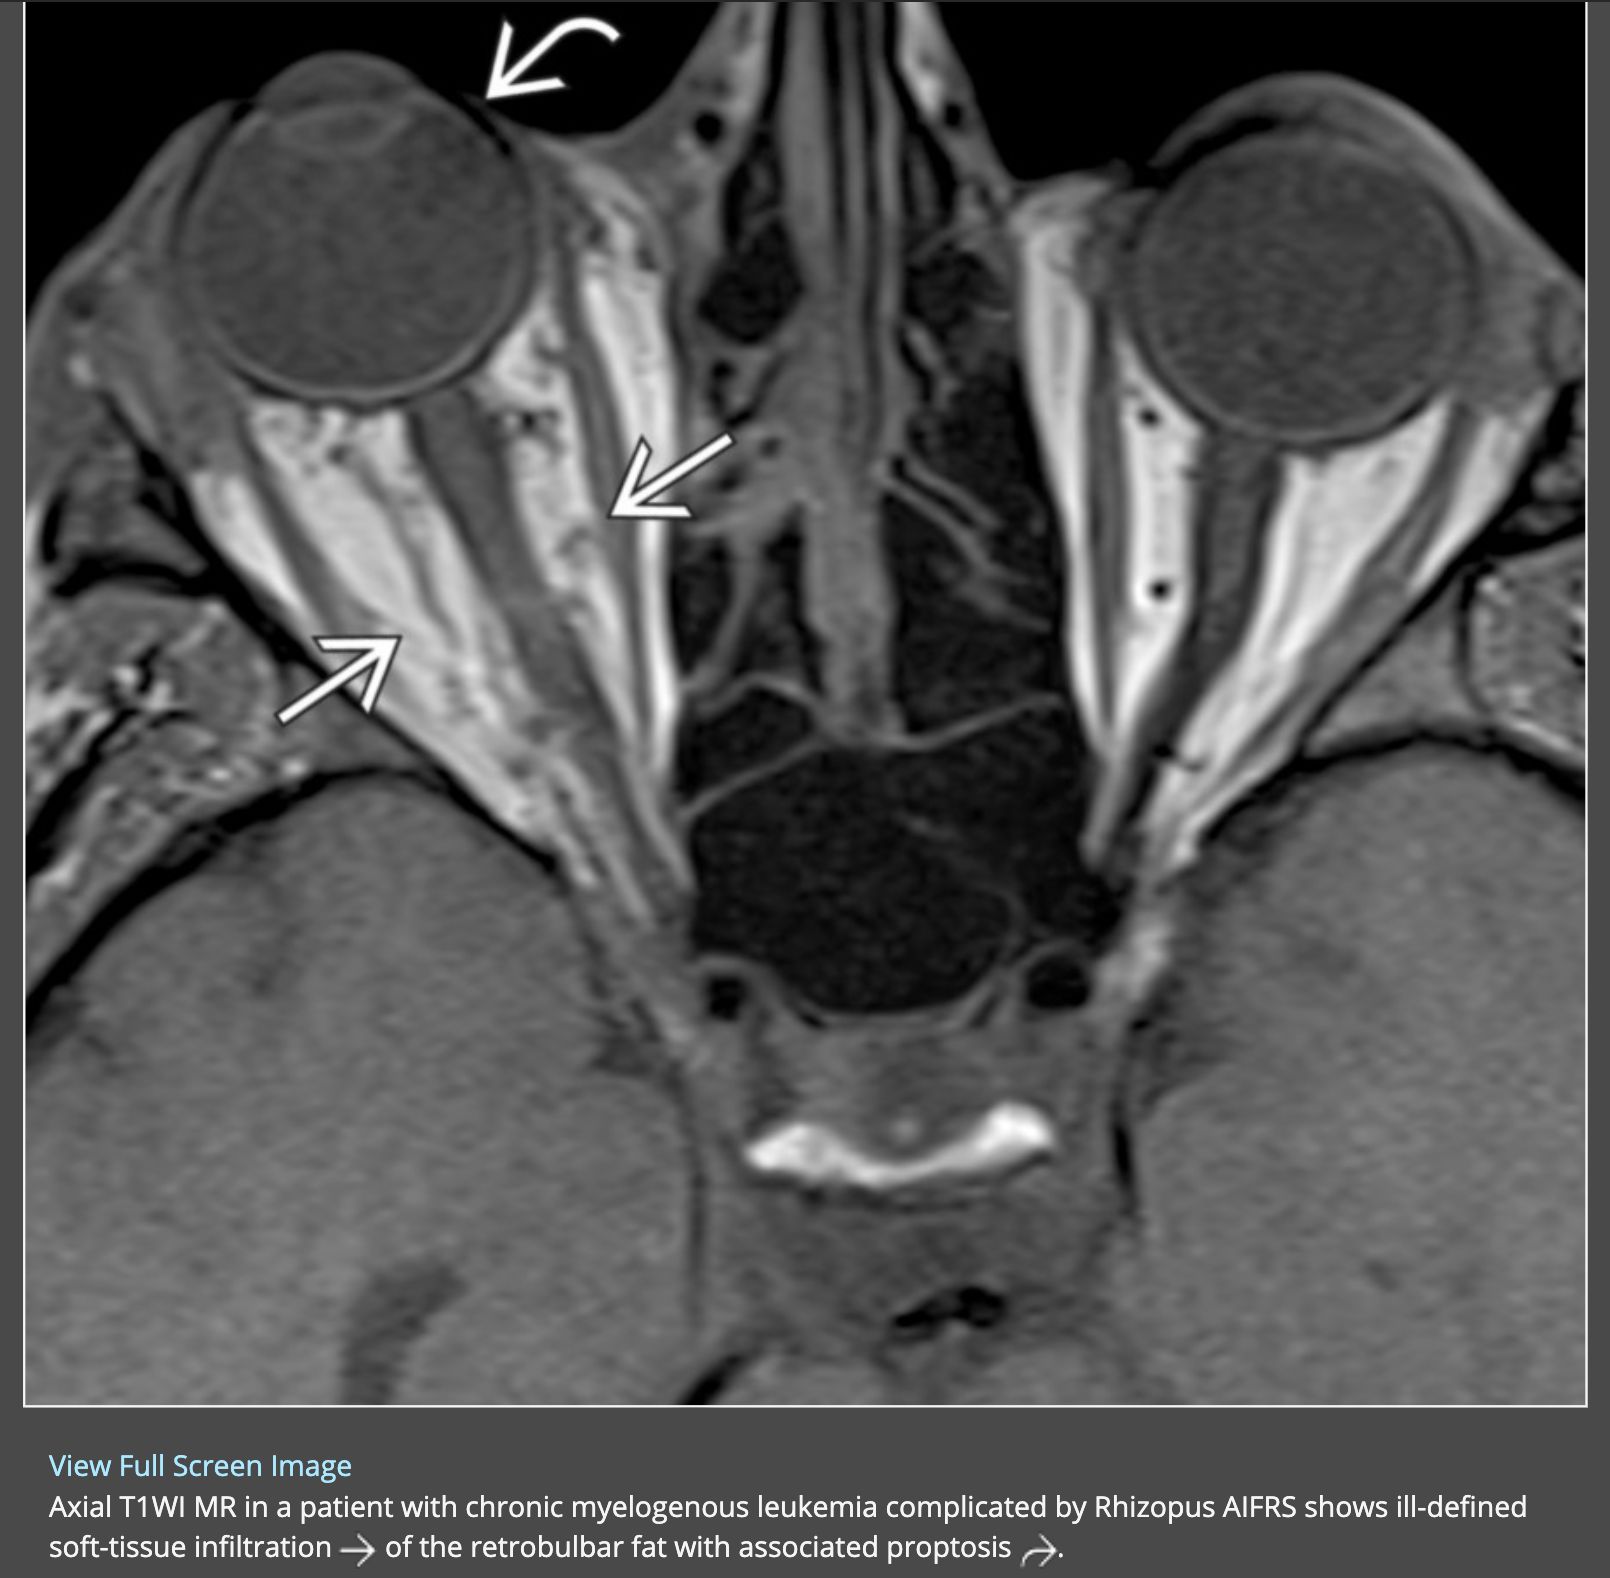 View Full Screen Image
Axial T1WI MR in a patient with chronic myelogenous leukemia complicated by Rhizopus AIFRS shows ill-defined
soft-tissue infiltration → of the retrobulbar fat with associated proptosis ↷.